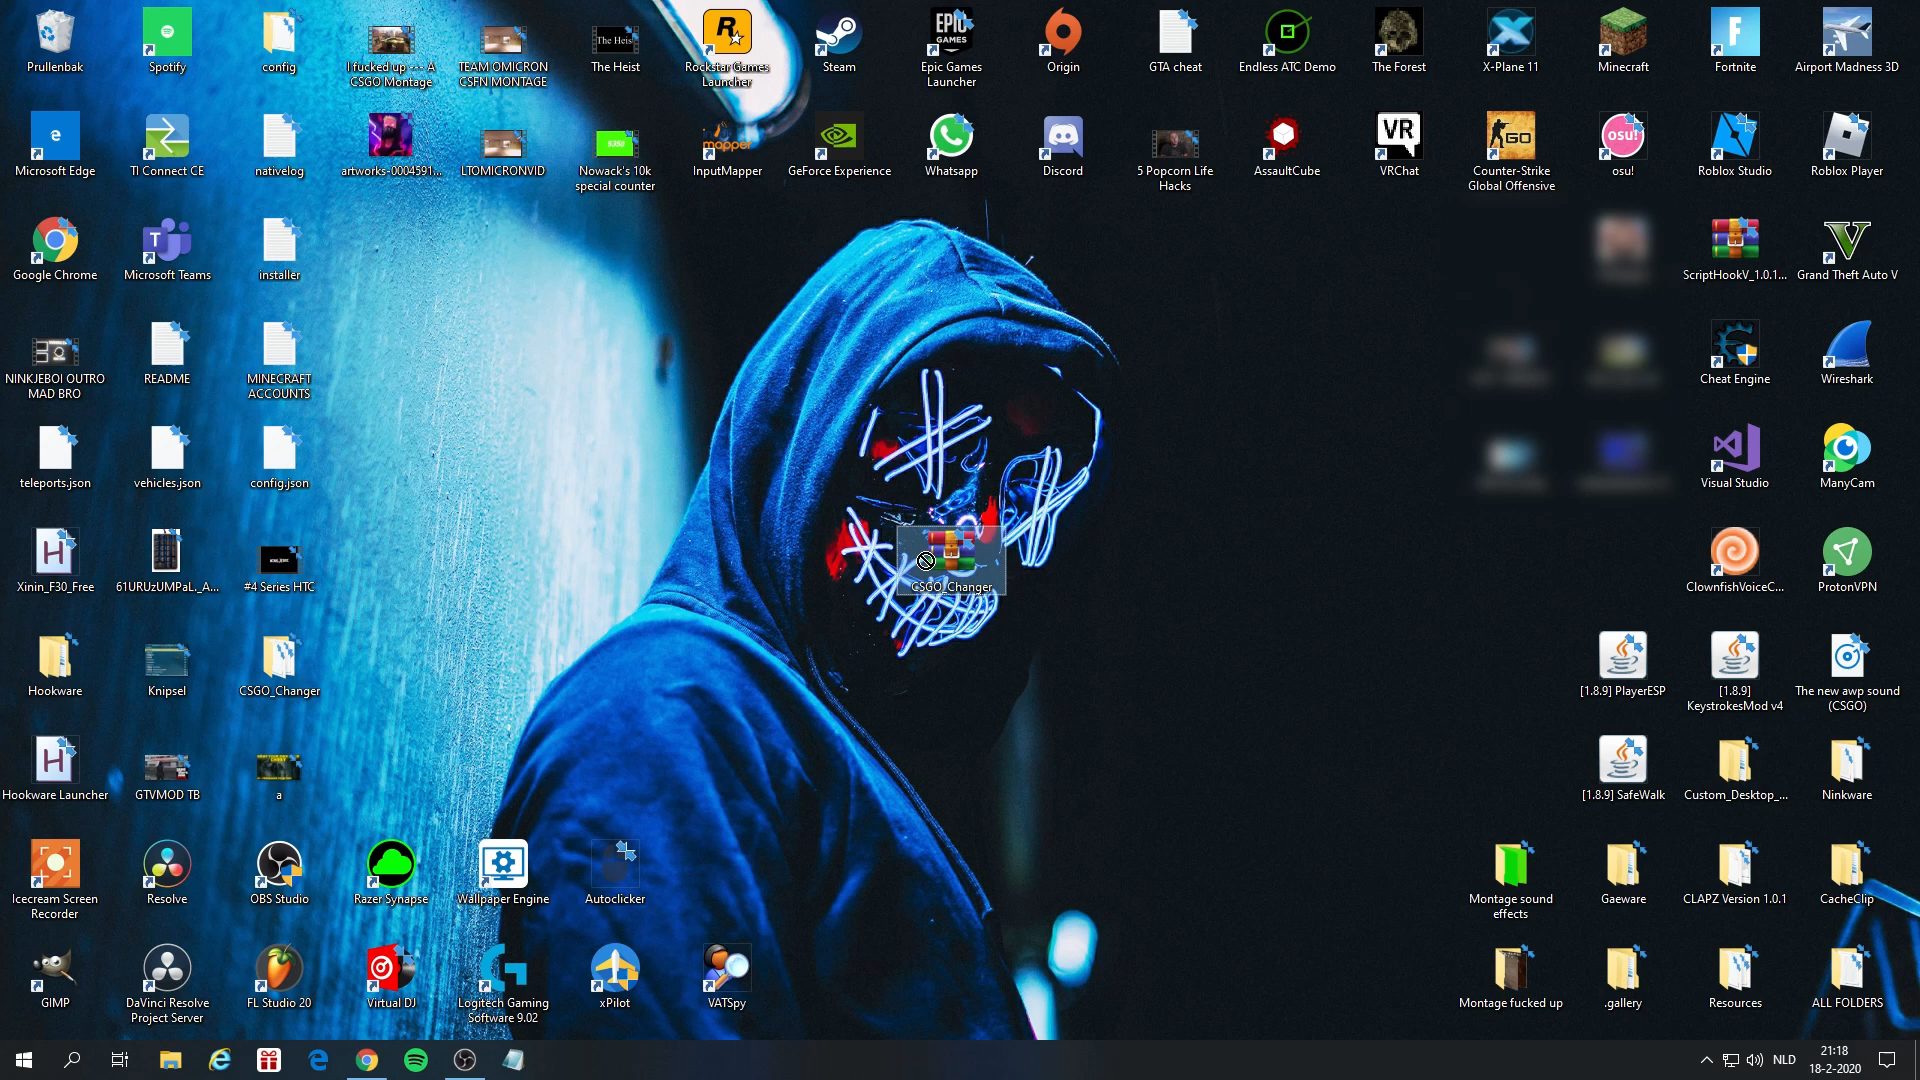 Prullenbak
Spotify
config
I fucked up --- A
CSGO Montage
TEAM OMICRON
CSFN MONTAGE
The Heist
The Heist
Rockstar Games
Launcher
Steam
EPIC
GAMES
Epic Games
Launcher
Origin
GTA cheat
Endless ATC Demo
The Forest
X-Plane 11
Minecraft
Fortnite
Airport Madness 3D
Microsoft Edge
TI Connect CE
nativelog
artworks-0004591...
LTOMICRONVID
Nowack's 10k
special counter
mapper
InputMapper
GeForce Experience
Whatsapp
Discord
5 Popcorn Life
Hacks
AssaultCube
VR
VRChat
GO
Counter-Strike
Global Offensive
osu!
osu!
Roblox Studio
Roblox Player
Google Chrome
Microsoft Teams
installer
ScriptHookV_1.0.1...
Grand Theft Auto V
NINKJEBOI OUTRO
MAD BRO
README
MINECRAFT
ACCOUNTS
Cheat Engine
Wireshark
teleports.json
vehicles.json
config.json
Visual Studio
ManyCam
Xinin_F30_Free
61URUzUMPaL._A...
#4 Series HTC
CSGO_Changer
ClownfishVoiceC...
ProtonVPN
Hookware
Knipsel
CSGO_Changer
[1.8.9] PlayerESP
[1.8.9]
KeystrokesMod v4
The new awp sound
(CSGO)
Hookware Launcher
GTVMOD TB
a
[1.8.9] SafeWalk
Custom_Desktop_...
Ninkware
Icecream Screen
Recorder
Resolve
OBS Studio
Razer Synapse
Wallpaper Engine
Autoclicker
Montage sound
effects
Gaeware
CLAPZ Version 1.0.1
CacheClip
GIMP
DaVinci Resolve
Project Server
FL Studio 20
Virtual DJ
Logitech Gaming
Software 9.02
xPilot
VATSpy
Montage fucked up
.gallery
Resources
ALL FOLDERS
NLD
21:18
18-2-2020